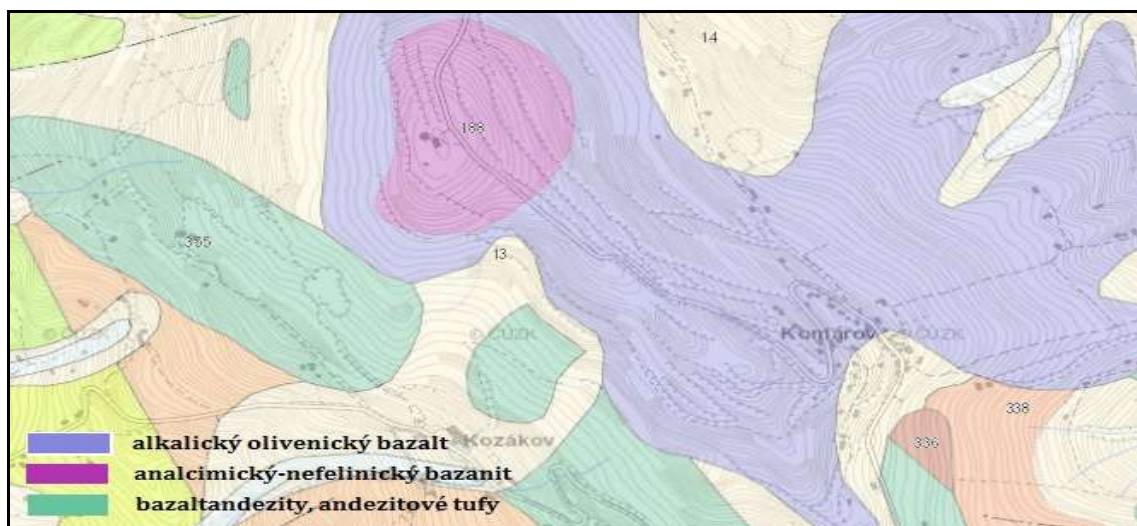 14
188
355
13
© ČÚZK
© ČÚZK
Komárov
© ČÚZK
338
336
Kozákov
alkalický olivenický bazalt
analcimický-nefelinický bazanit
bazaltandezity, andezitové tufy